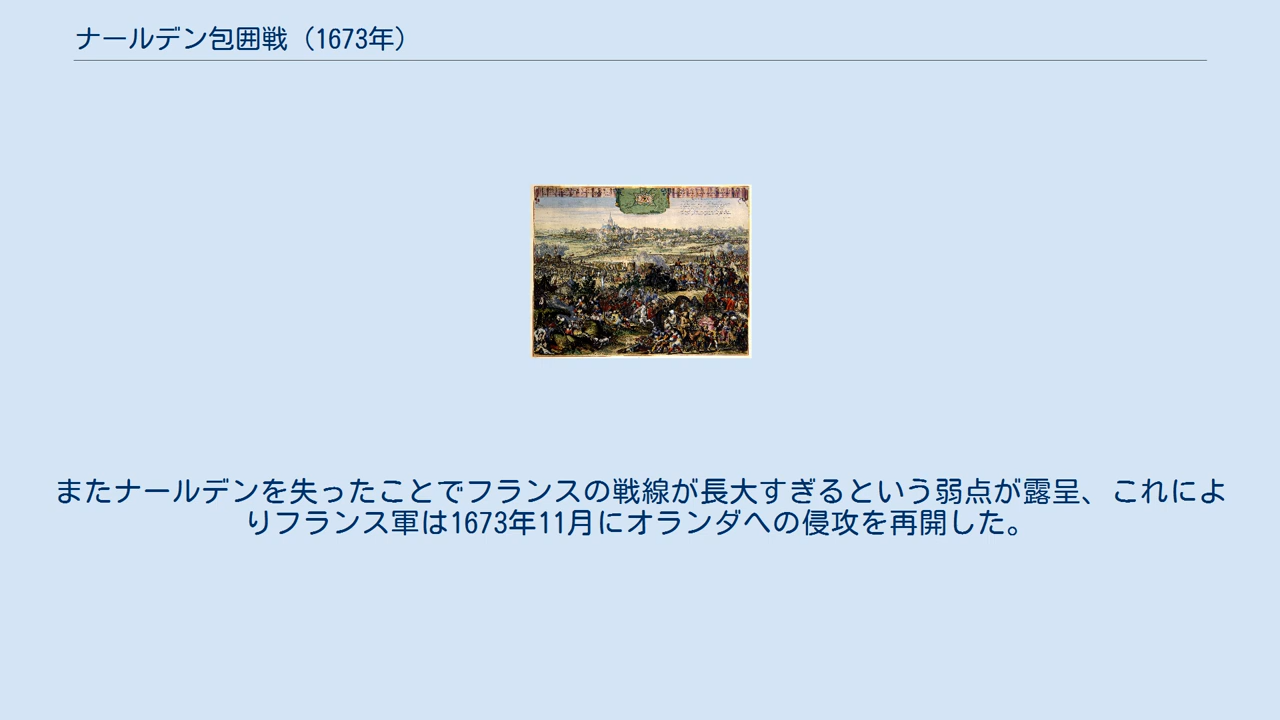 ナールデン包囲戦（1673年）
またナールデンを失ったことでフランスの戦線が長大すぎるという弱点が露呈、これによ
りフランス軍は1673年11月にオランダへの侵攻を再開した。